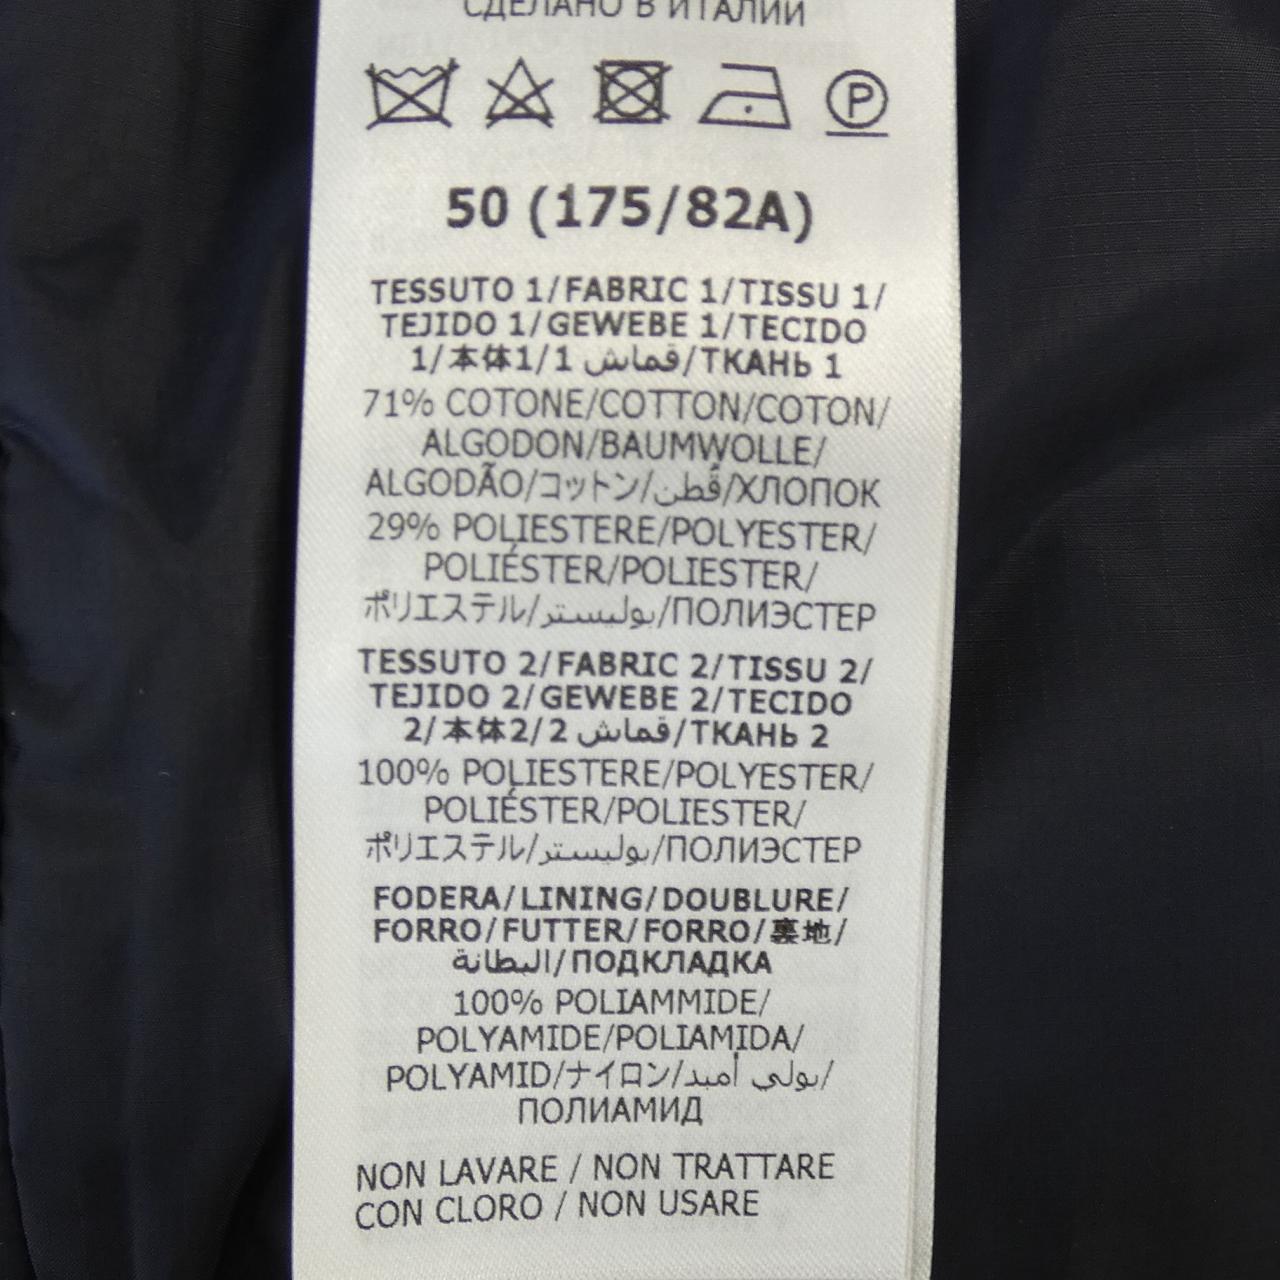 СДЕЛАНО В ИТАЛИИ
P
50 (175/82A)
TESSUTO 1/FABRIC 1/TISSU 1/
TEJIDO 1/GEWEBE 1/TECIDO
1/本体1/1 قماش/ТКАНЬ 1
71% COTONE/COTTON/COTON/
ALGODON/BAUMWOLLE/
ALGODÃO/コットン/قطن/ХЛОПОК
29% POLIESTERE/POLYESTER/
POLIÉSTER/POLIESTER/
ポリエステル/بوليستر/ПОЛИЭСТЕР
TESSUTO 2/FABRIC 2/TISSU 2/
TEJIDO 2/GEWEBE 2/TECIDO
2/本体2/2 قماش/ТКАНЬ 2
100% POLIESTERE/POLYESTER/
POLIÉSTER/POLIESTER/
ポリエステル/بوليستر/ПОЛИЭСТЕР
FODERA/LINING/DOUBLURE/
FORRO/FUTTER/FORRO/裏地/
البطانة/ПОДКЛАДКА
100% POLIAMMIDE/
POLYAMIDE/POLIAMIDA/
POLYAMID/ナイロン/بولي أميد/
ПОЛИАМИД
NON LAVARE / NON TRATTARE
CON CLORO / NON USARE